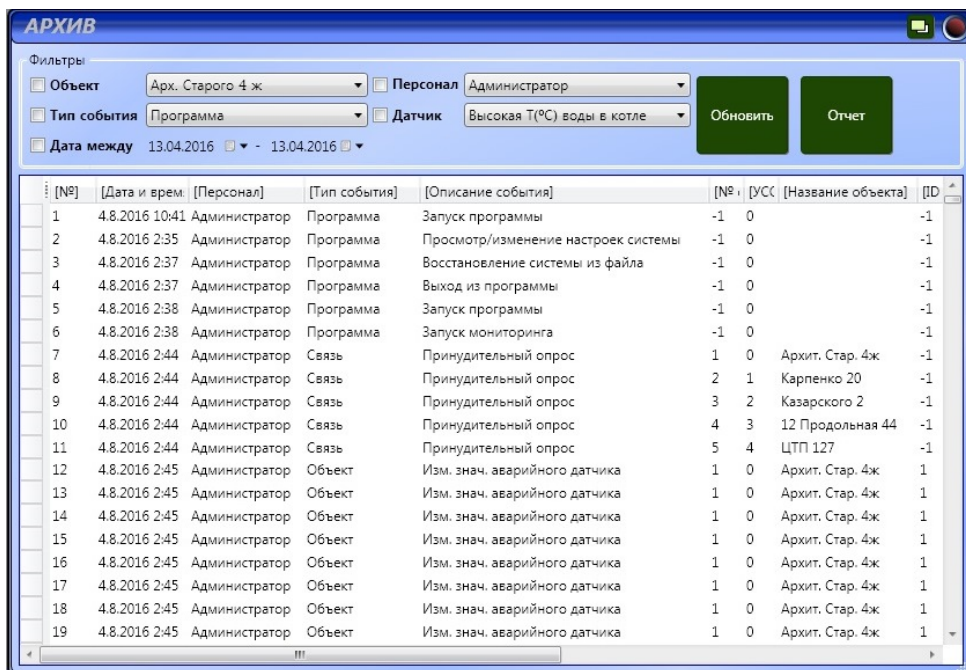 АРХИВ
Фильтры
Объект Арх. Старого 4 ж Персонал Администратор
Тип события Программа Датчик Высокая Т(ºС) воды в котле Обновить Отчет
Дата между 13.04.2016 - 13.04.2016
[№] [Дата и врем: [Персонал] [Тип события] [Описание события] [№ [УСС [Название объекта] [ID
1 4.8.2016 10:41 Администратор Программа Запуск программы -1 0 -1
2 4.8.2016 2:35 Администратор Программа Просмотр/изменение настроек системы -1 0 -1
3 4.8.2016 2:37 Администратор Программа Восстановление системы из файла -1 0 -1
4 4.8.2016 2:37 Администратор Программа Выход из программы -1 0 -1
5 4.8.2016 2:38 Администратор Программа Запуск программы -1 0 -1
6 4.8.2016 2:38 Администратор Программа Запуск мониторинга -1 0 -1
7 4.8.2016 2:44 Администратор Связь Принудительный опрос 1 0 Архит. Стар. 4ж -1
8 4.8.2016 2:44 Администратор Связь Принудительный опрос 2 1 Карпенко 20 -1
9 4.8.2016 2:44 Администратор Связь Принудительный опрос 3 2 Казарского 2 -1
10 4.8.2016 2:44 Администратор Связь Принудительный опрос 4 3 12 Продольная 44 -1
11 4.8.2016 2:44 Администратор Связь Принудительный опрос 5 4 ЦТП 127 -1
12 4.8.2016 2:45 Администратор Объект Изм. знач. аварийного датчика 1 0 Архит. Стар. 4ж 1
13 4.8.2016 2:45 Администратор Объект Изм. знач. аварийного датчика 1 0 Архит. Стар. 4ж 1
14 4.8.2016 2:45 Администратор Объект Изм. знач. аварийного датчика 1 0 Архит. Стар. 4ж 1
15 4.8.2016 2:45 Администратор Объект Изм. знач. аварийного датчика 1 0 Архит. Стар. 4ж 1
16 4.8.2016 2:45 Администратор Объект Изм. знач. аварийного датчика 1 0 Архит. Стар. 4ж 1
17 4.8.2016 2:45 Администратор Объект Изм. знач. аварийного датчика 1 0 Архит. Стар. 4ж 1
18 4.8.2016 2:45 Администратор Объект Изм. знач. аварийного датчика 1 0 Архит. Стар. 4ж 1
19 4.8.2016 2:45 Администратор Объект Изм. знач. аварийного датчика 1 0 Архит. Стар. 4ж 1